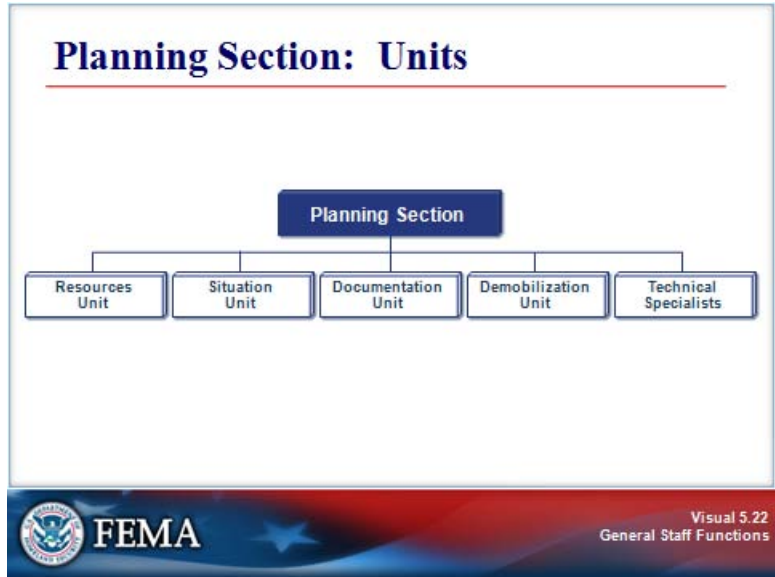 Planning Section: Units
Planning Section
Resources
Unit
Situation
Unit
Documentation
Unit
Demobilization
Unit
Technical
Specialists
FEMA
Visual 5.22
General Staff Functions